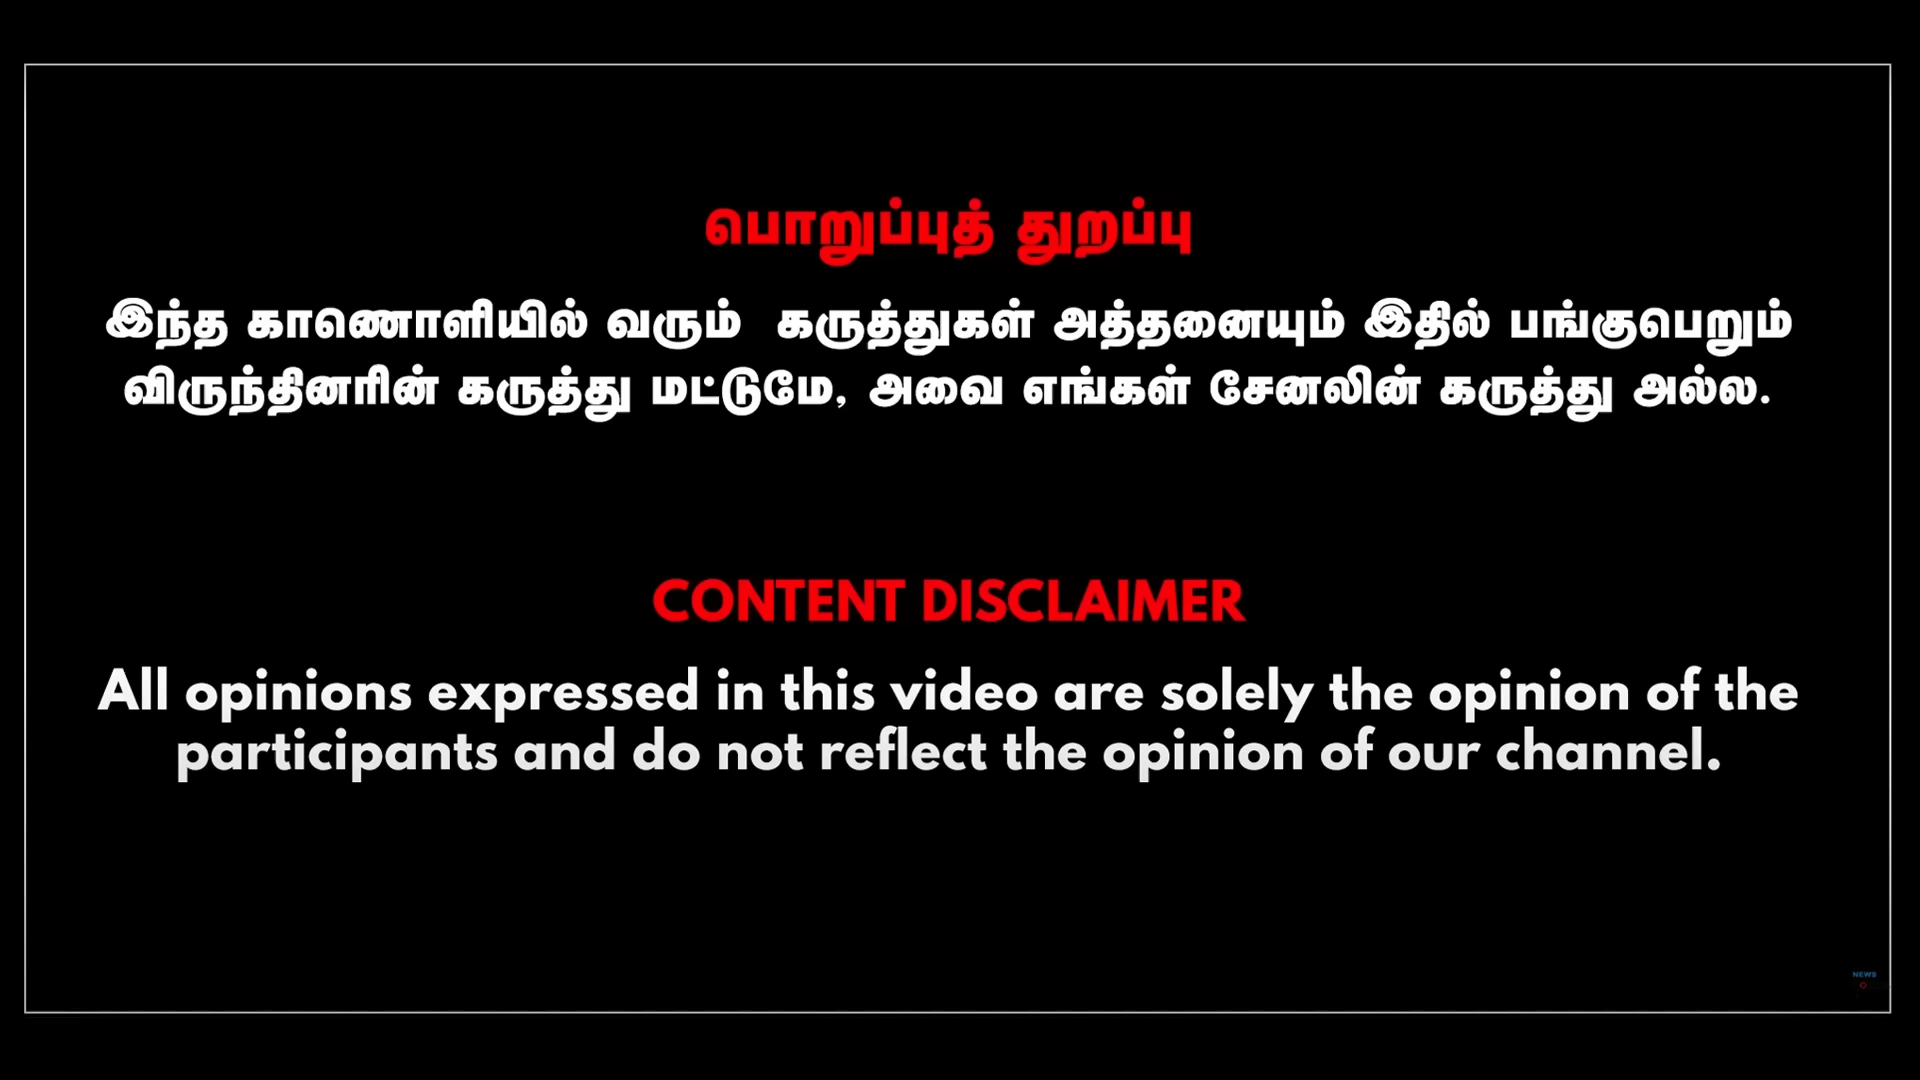 பொறுப்புத் துறப்பு
இந்த காணொளியில் வரும் கருத்துகள் அத்தனையும் இதில் பங்குபெறும்
விருந்தினரின் கருத்து மட்டுமே, அவை எங்கள் சேனலின் கருத்து அல்ல.
CONTENT DISCLAIMER
All opinions expressed in this video are solely the opinion of the
participants and do not reflect the opinion of our channel.
NEWS